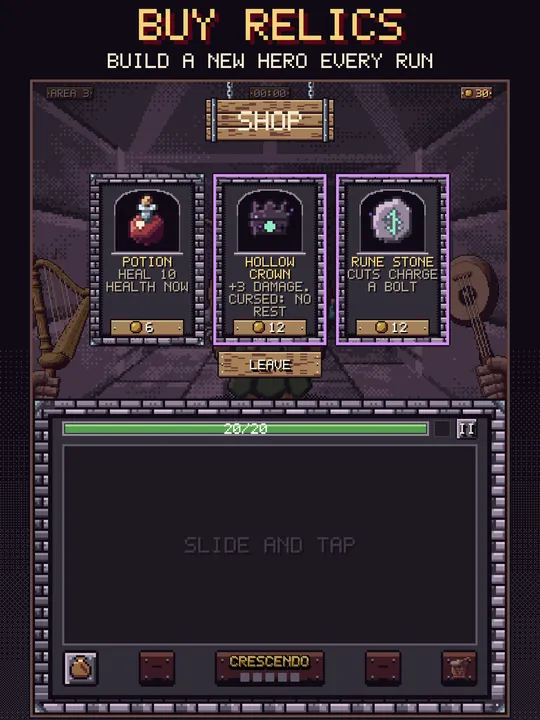 BUY RELICS
BUILD A NEW HERO EVERY RUN
AREA 3
00:00
30
SHOP
POTION
HEAL 10
HEALTH NOW
6
HOLLOW
CROWN
+3 DAMAGE.
CURSED: NO
REST
12
RUNE STONE
CUTS CHARGE
A BOLT
12
LEAVE
20/20
SLIDE AND TAP
CRESCENDO